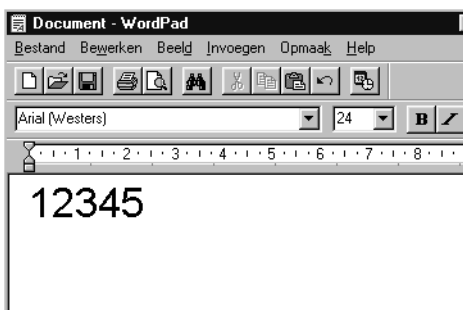 Document - WordPad
Bestand Bewerken Beeld Invoegen Opmaak Help
Arial (Westers) 24 B I
1 2 3 4 5 6 7 8
12345